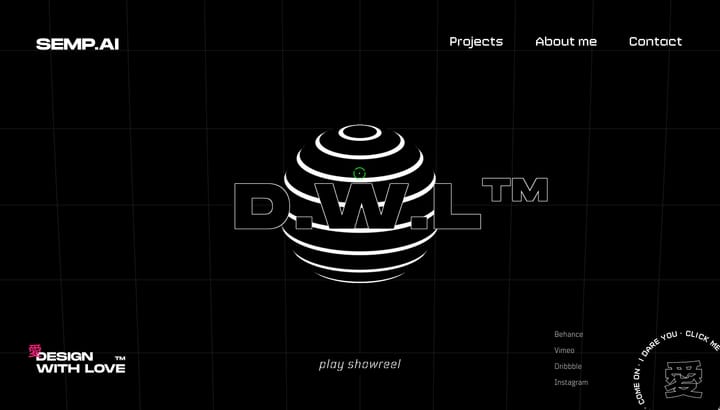 SEMP.AI
Projects
About me
Contact
D.W.L™
愛
DESIGN ™
WITH LOVE
play showreel
Behance
Vimeo
Dribbble
Instagram
COME ON · I DARE YOU · CLICK ME
愛